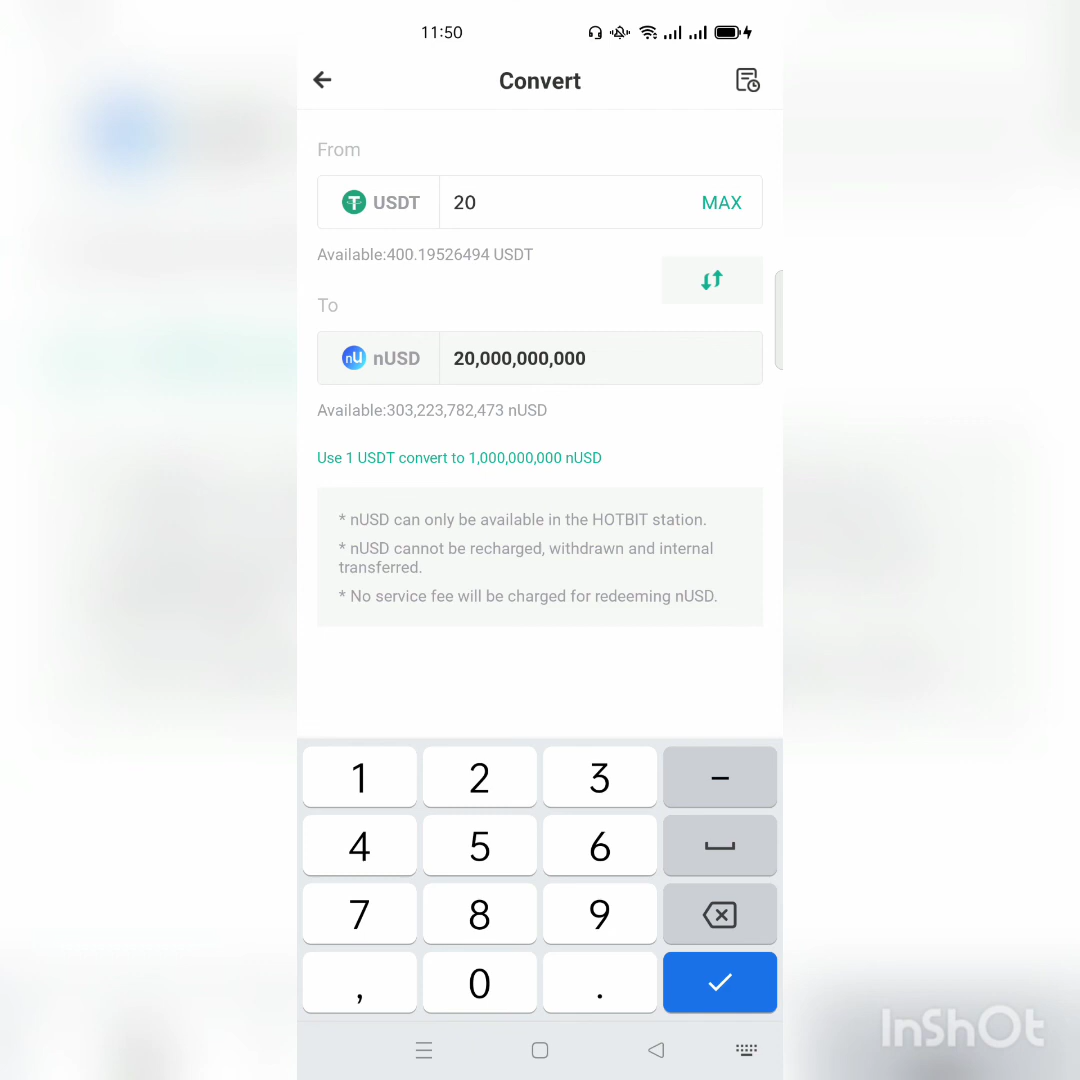 11:50
Convert
From
USDT 20 MAX
Available:400.19526494 USDT
To
nU nUSD 20,000,000,000
Available:303,223,782,473 nUSD
Use 1 USDT convert to 1,000,000,000 nUSD
* nUSD can only be available in the HOTBIT station.
* nUSD cannot be recharged, withdrawn and internal
transferred.
* No service fee will be charged for redeeming nUSD.
1 2 3 –
4 5 6
7 8 9
, 0 .
InShOt